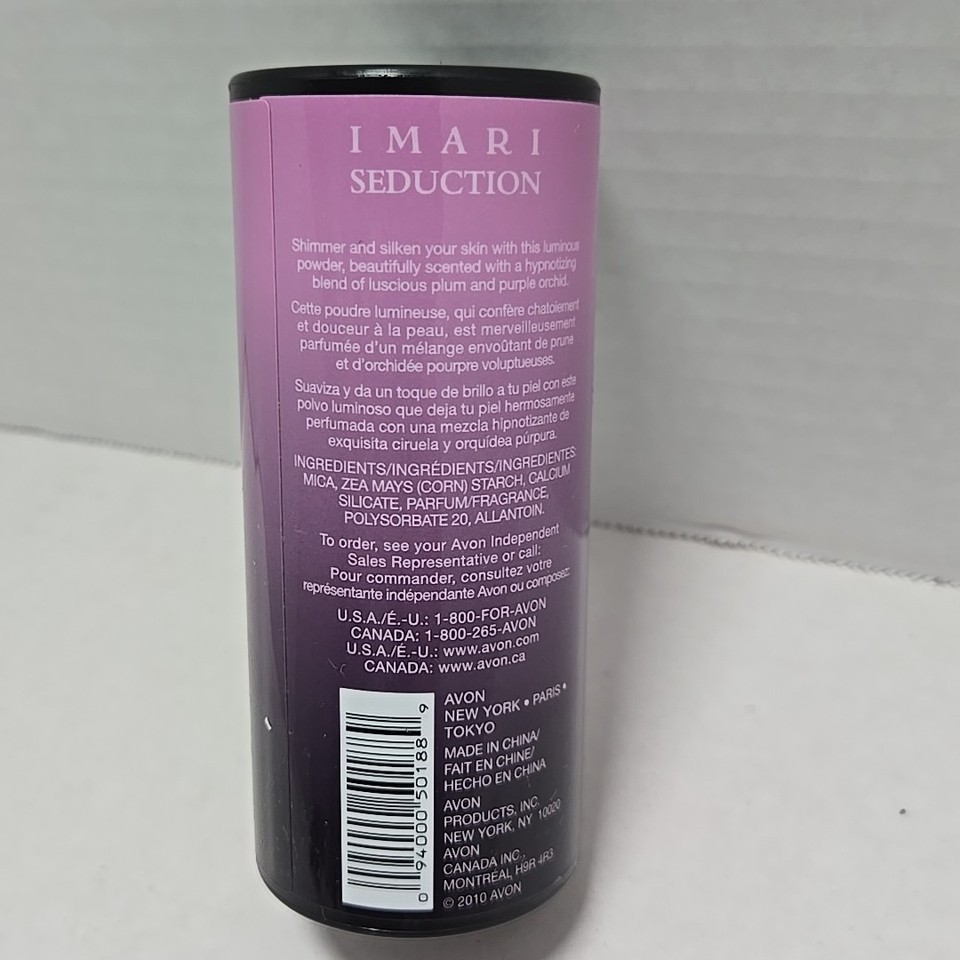 IMARI
SEDUCTION
Shimmer and silken your skin with this luminous
powder, beautifully scented with a hypnotizing
blend of luscious plum and purple orchid.
Cette poudre lumineuse, qui confère chatoiement
et douceur à la peau, est merveilleusement
parfumée d'un mélange envoûtant de prune
et d'orchidée pourpre voluptueuses.
Suaviza y da un toque de brillo a tu piel con este
polvo luminoso que deja tu piel hermosamente
perfumada con una mezcla hipnotizante de
exquisita ciruela y orquídea púrpura.
INGREDIENTS/INGRÉDIENTS/INGREDIENTES:
MICA, ZEA MAYS (CORN) STARCH, CALCIUM
SILICATE, PARFUM/FRAGRANCE,
POLYSORBATE 20, ALLANTOIN.
To order, see your Avon Independent
Sales Representative or call:
Pour commander, consultez votre
représentante indépendante Avon ou composez:
U.S.A./É.-U.: 1-800-FOR-AVON
CANADA: 1-800-265-AVON
U.S.A./É.-U.: www.avon.com
CANADA: www.avon.ca
0 94000 50188 9
AVON
NEW YORK • PARIS •
TOKYO
MADE IN CHINA/
FAIT EN CHINE/
HECHO EN CHINA
AVON
PRODUCTS, INC.
NEW YORK, NY 10020
AVON
CANADA INC.,
MONTRÉAL H9R 4R3
© 2010 AVON